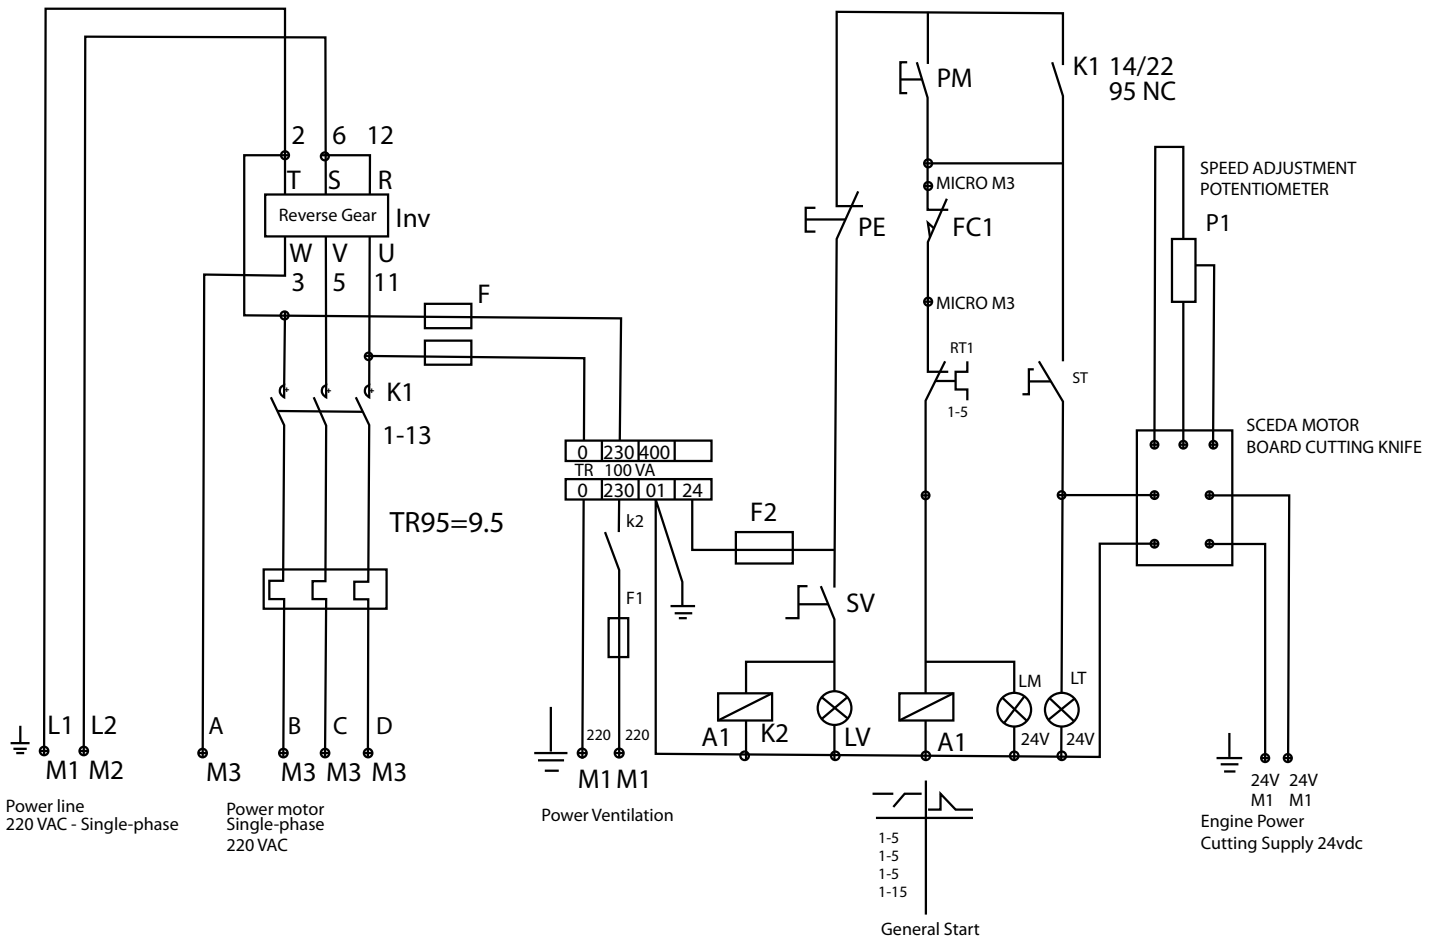 PM
K1 14/22
95 NC
2 6 12
T S R
Reverse Gear
Inv
W V U
3 5 11
MICRO M3
PE
FC1
MICRO M3
SPEED ADJUSTMENT
POTENTIOMETER
P1
F
RT1
1-5
ST
K1
1-13
SCEDA MOTOR
BOARD CUTTING KNIFE
0 230 400
TR 100 VA
0 230 01 24
TR95=9.5
k2
F2
F1
SV
L1 L2 A B C D
M1 M2 M3 M3 M3 M3
220 220
M1 M1
A1 K2 LV A1
LM LT
24V 24V
24V 24V
M1 M1
Power line
220 VAC - Single-phase
Power motor
Single-phase
220 VAC
Power Ventilation
Engine Power
Cutting Supply 24vdc
1-5
1-5
1-5
1-15
General Start